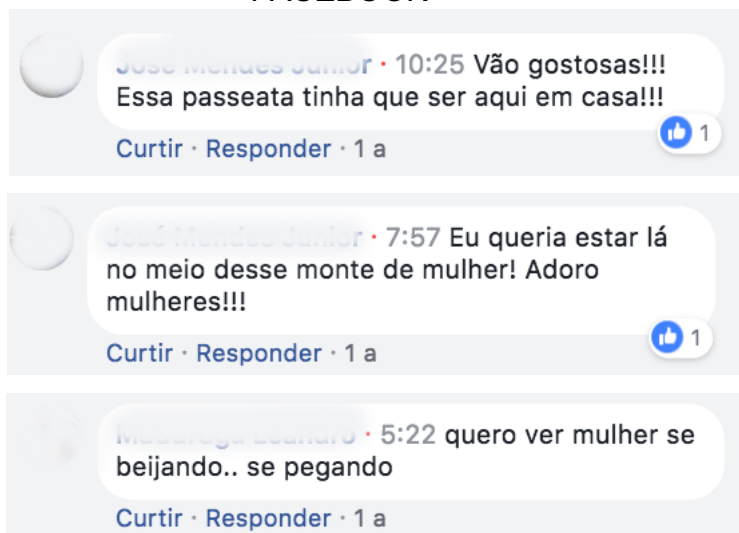 10:25 Vão gostosas!!!
Essa passeata tinha que ser aqui em casa!!!
1
Curtir · Responder · 1 a
7:57 Eu queria estar lá
no meio desse monte de mulher! Adoro
mulheres!!!
1
Curtir · Responder · 1 a
5:22 quero ver mulher se
beijando.. se pegando
Curtir · Responder · 1 a